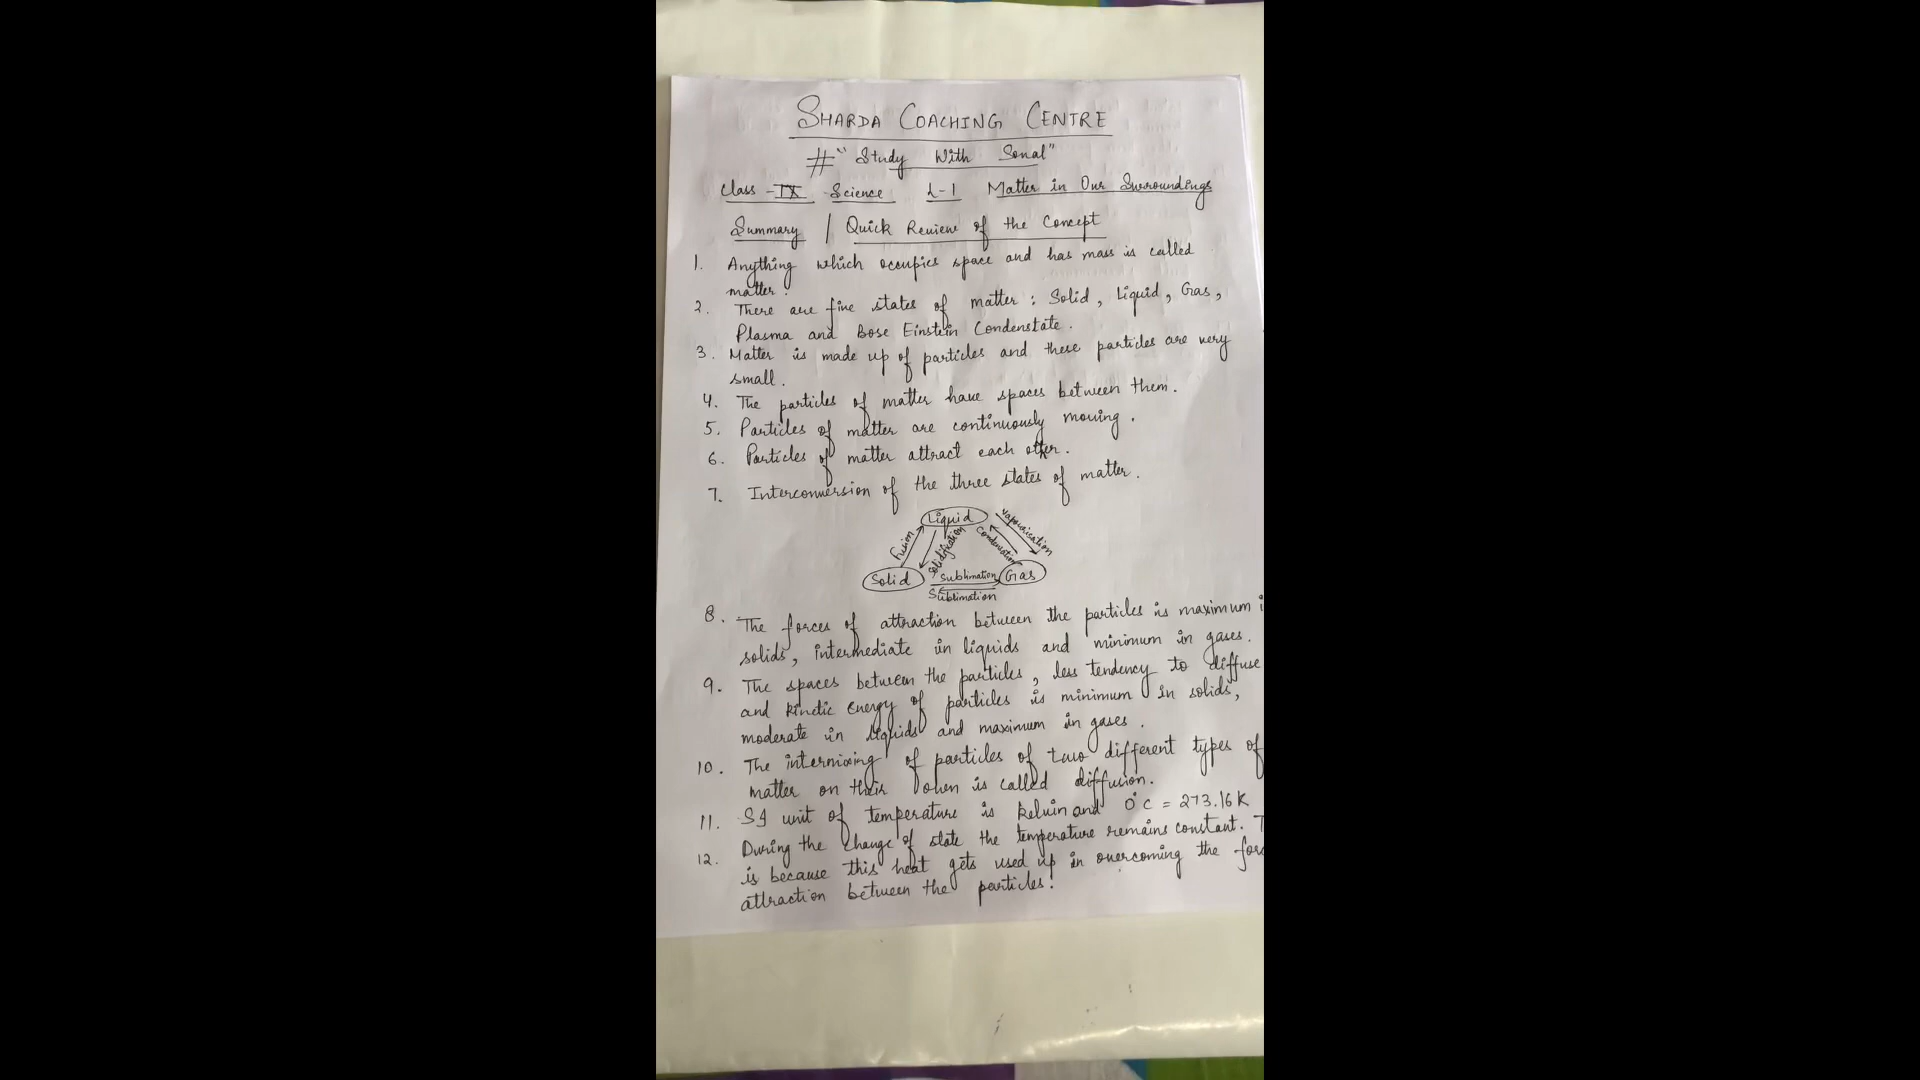 SHARDA COACHING CENTRE
# "Study With Sonal"
Class - IX - Science L-1 Matter in Our Surroundings
Summary / Quick Review of the Concept
1. Anything which occupies space and has mass is called
matter.
2. There are five states of matter : Solid, Liquid, Gas,
Plasma and Bose Einstein Condenstate.
3. Matter is made up of particles and these particles are very
small.
4. The particles of matter have spaces between them.
5. Particles of matter are continuously moving.
6. Particles of matter attract each other.
7. Interconversion of the three states of matter.
Liquid
Fusion
Solidification
Condensation
Vapourisation
Solid
Sublimation
Gas
Sublimation
8. The forces of attraction between the particles is maximum i
solids, intermediate in liquids and minimum in gases.
9. The spaces between the particles, less tendency to diffuse
and kinetic energy of particles is minimum in solids,
moderate in liquids and maximum in gases.
10. The intermixing of particles of two different types of
matter on their own is called diffusion.
11. SI unit of temperature is kelvin and 0°C = 273.16K
12. During the change of state the temperature remains constant. T
is because this heat gets used up in overcoming the forc
attraction between the particles.